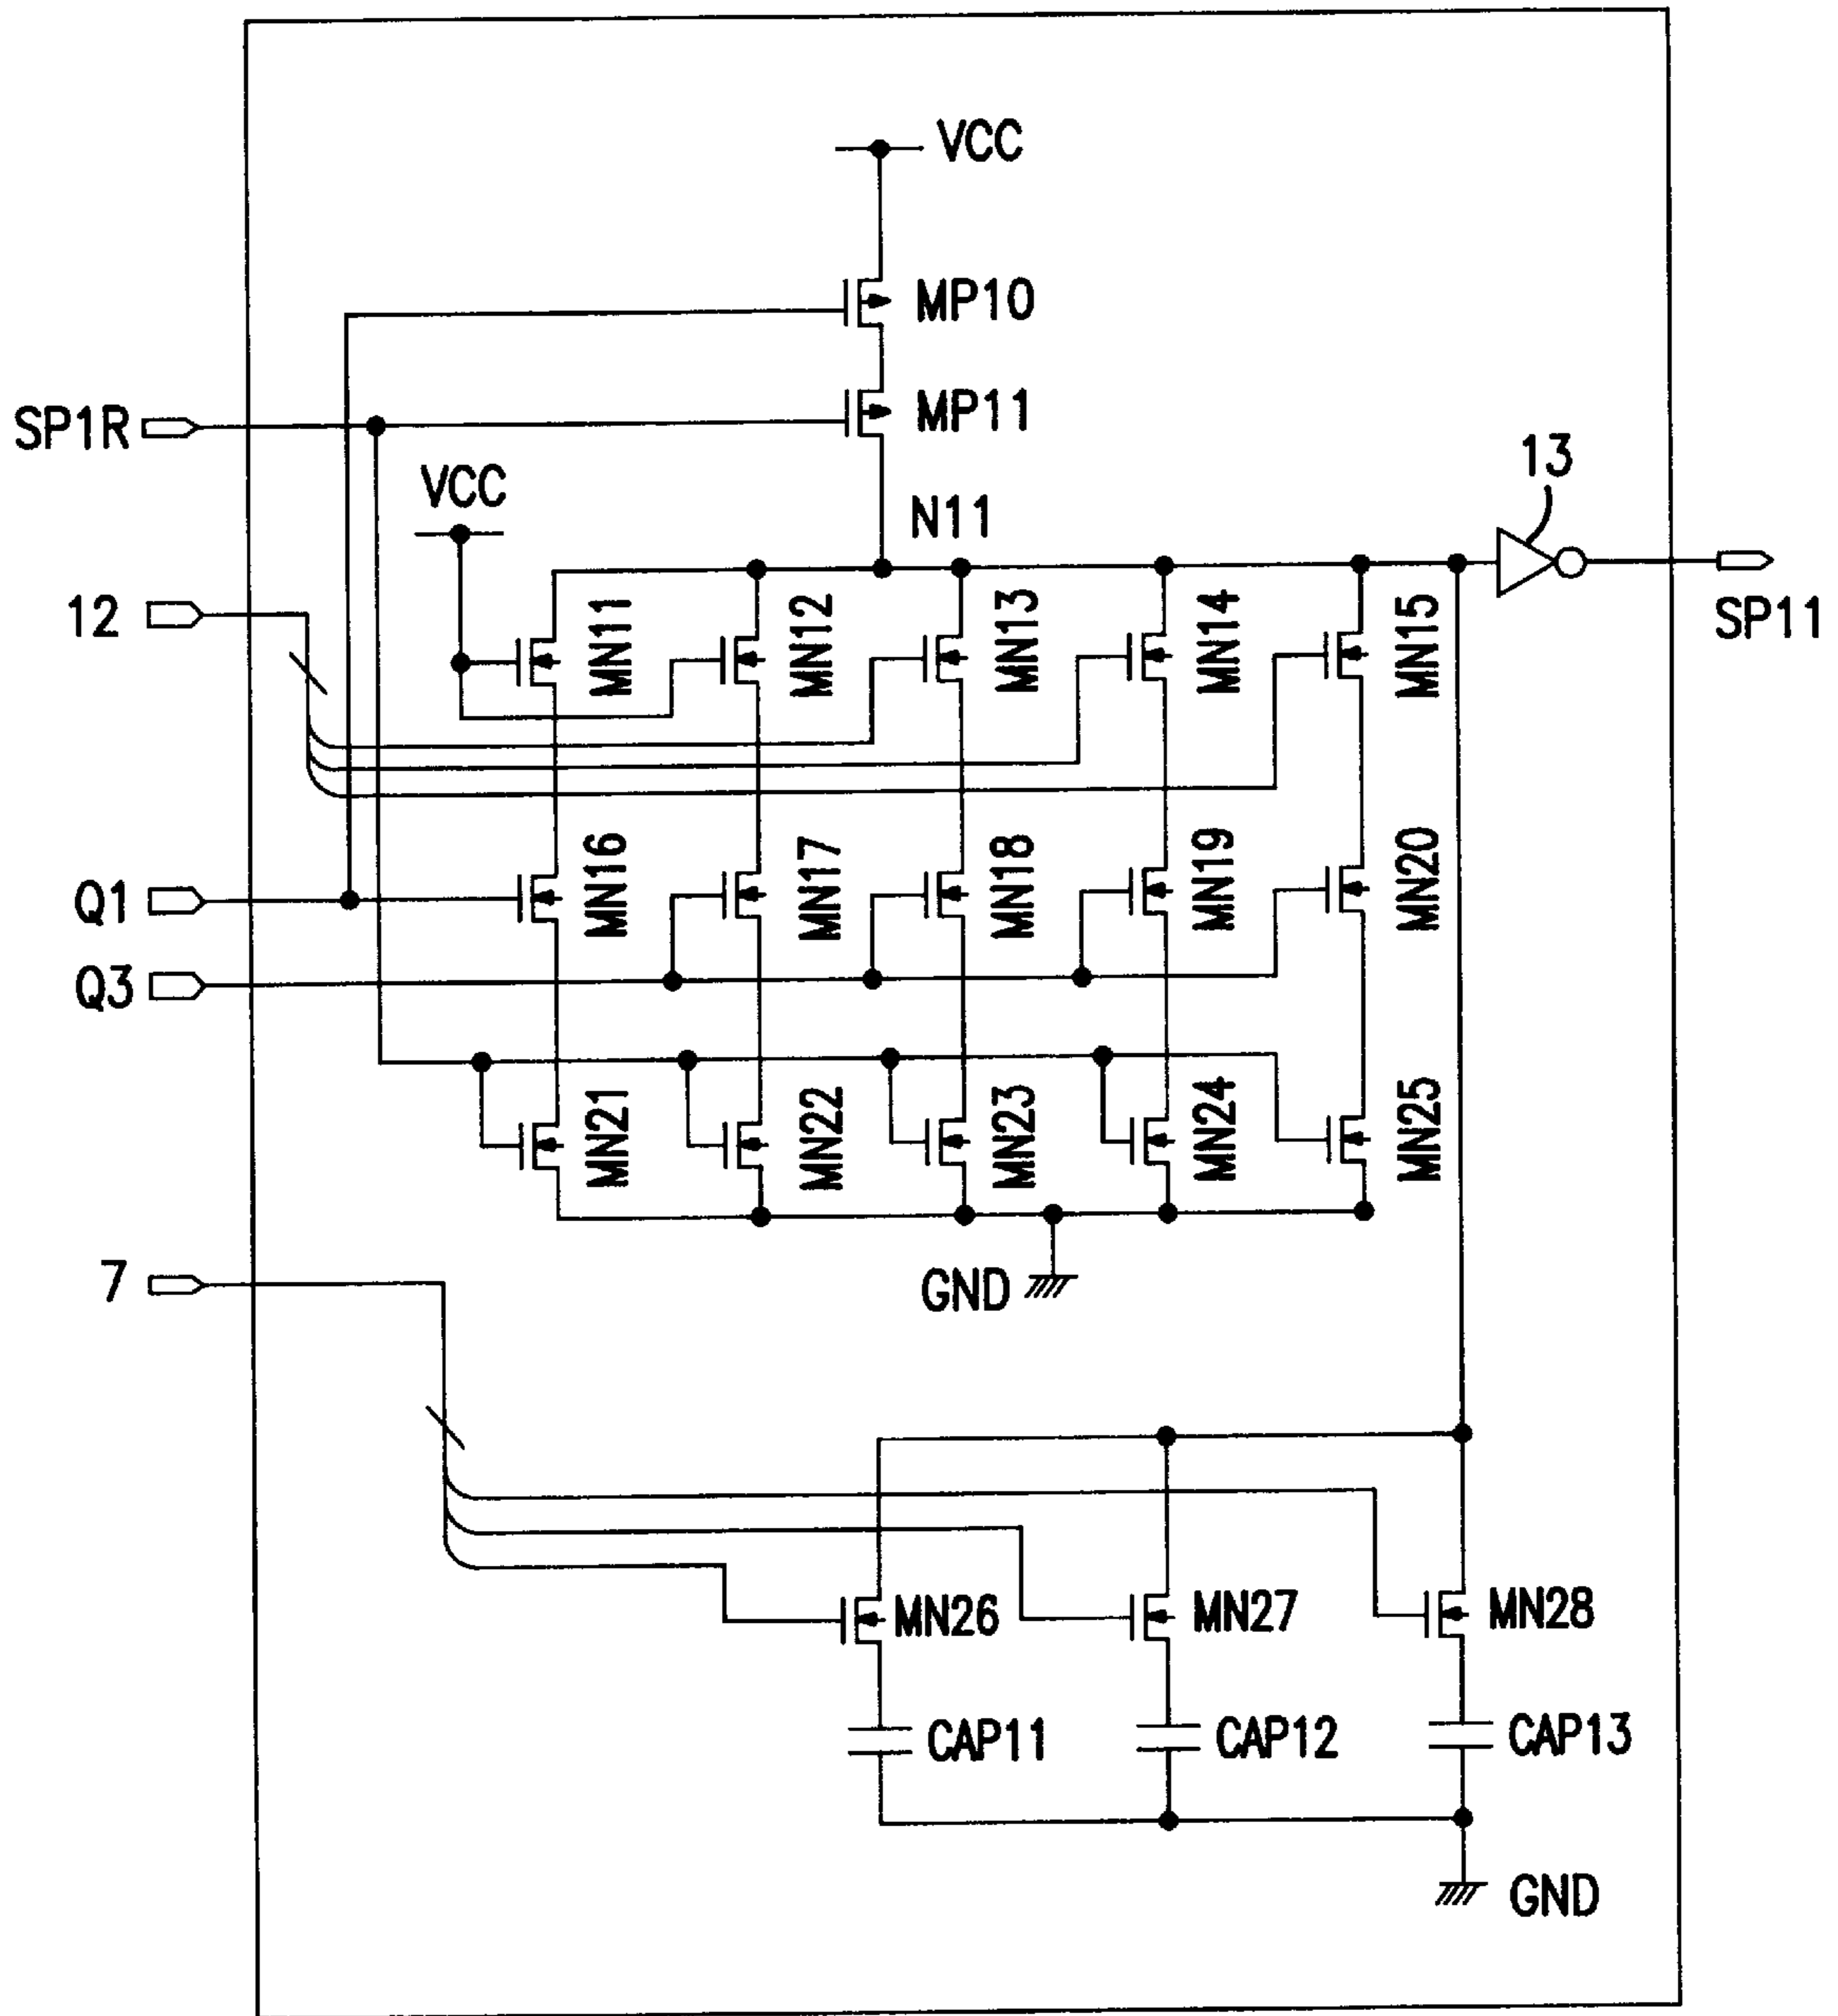 VCC
MP10
SP1R
MP11
VCC
N11
13
SP11
12
MN11
MN12
MN13
MN14
MN15
Q1
MN16
MN17
MN18
MN19
MN20
Q3
MN21
MN22
MN23
MN24
MN25
7
GND
MN26
MN27
MN28
CAP11
CAP12
CAP13
GND